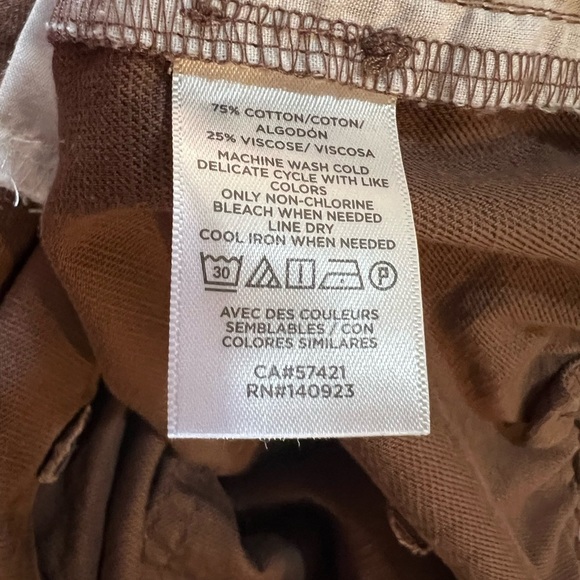 75% COTTON/COTON/
ALGODÓN
25% VISCOSE/ VISCOSA
MACHINE WASH COLD
DELICATE CYCLE WITH LIKE
COLORS
ONLY NON-CHLORINE
BLEACH WHEN NEEDED
LINE DRY
COOL IRON WHEN NEEDED
30 P
AVEC DES COULEURS
SEMBLABLES / CON
COLORES SIMILARES
CA#57421
RN#140923